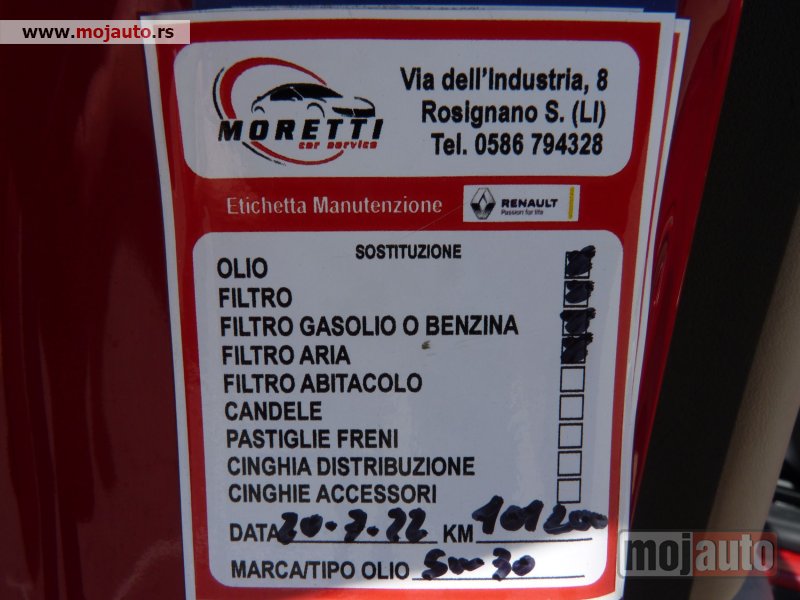 www.mojauto.rs
MORETTI
car service
Via dell'Industria, 8
Rosignano S. (LI)
Tel. 0586 794328
Etichetta Manutenzione
RENAULT
Passion for life
SOSTITUZIONE
OLIO
FILTRO
FILTRO GASOLIO O BENZINA
FILTRO ARIA
FILTRO ABITACOLO
CANDELE
PASTIGLIE FRENI
CINGHIA DISTRIBUZIONE
CINGHIE ACCESSORI
DATA 20-7-22 KM 101200
MARCA/TIPO OLIO 5w30
mojauto